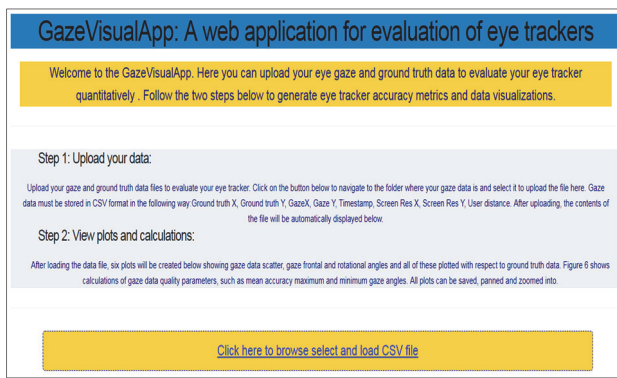 GazeVisualApp: A web application for evaluation of eye trackers
Welcome to the GazeVisualApp. Here you can upload your eye gaze and ground truth data to evaluate your eye tracker
quantitatively . Follow the two steps below to generate eye tracker accuracy metrics and data visualizations.
Step 1: Upload your data:
Upload your gaze and ground truth data files to evaluate your eye tracker. Click on the button below to navigate to the folder where your gaze data is and select it to upload the file here. Gaze
data must be stored in CSV format in the following way:Ground truth X, Ground truth Y, GazeX, Gaze Y, Timestamp, Screen Res X, Screen Res Y, User distance. After uploading, the contents of
the file will be automatically displayed below.
Step 2: View plots and calculations:
After loading the data file, six plots will be created below showing gaze data scatter, gaze frontal and rotational angles and all of these plotted with respect to ground truth data. Figure 6 shows
calculations of gaze data quality parameters, such as mean accuracy maximum and minimum gaze angles. All plots can be saved, panned and zoomed into.
Click here to browse select and load CSV file